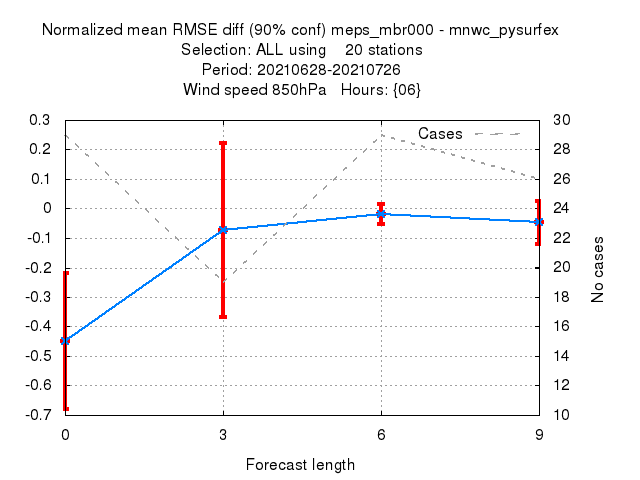 Normalized mean RMSE diff (90% conf) meps_mbr000 - mnwc_pysurfex
Selection: ALL using 20 stations
Period: 20210628-20210726
Wind speed 850hPa Hours: {06}
Cases
0.3
0.2
0.1
0
-0.1
-0.2
-0.3
-0.4
-0.5
-0.6
-0.7
30
28
26
24
22
20
18
16
14
12
10
No cases
0 3 6 9
Forecast length